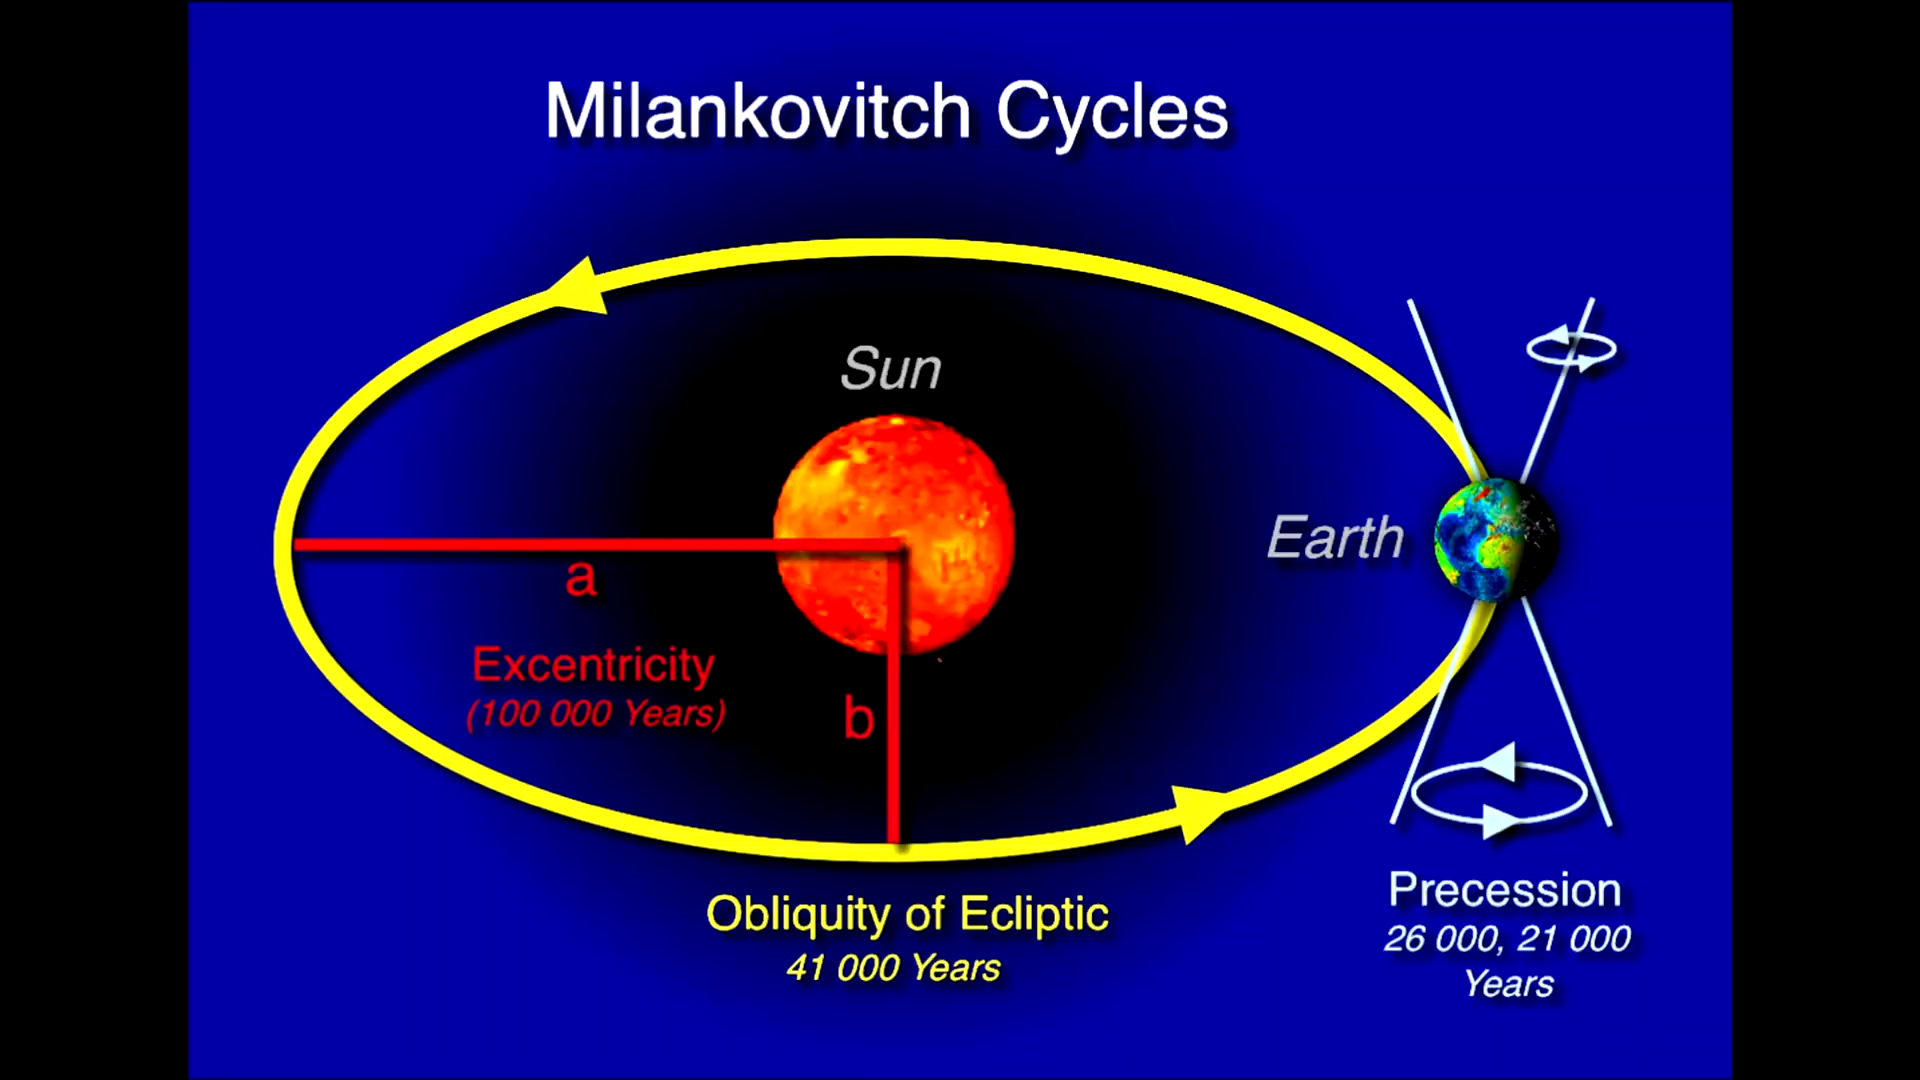 Milankovitch Cycles
Sun
Earth
a
Excentricity
(100 000 Years)
b
Obliquity of Ecliptic
41 000 Years
Precession
26 000, 21 000
Years